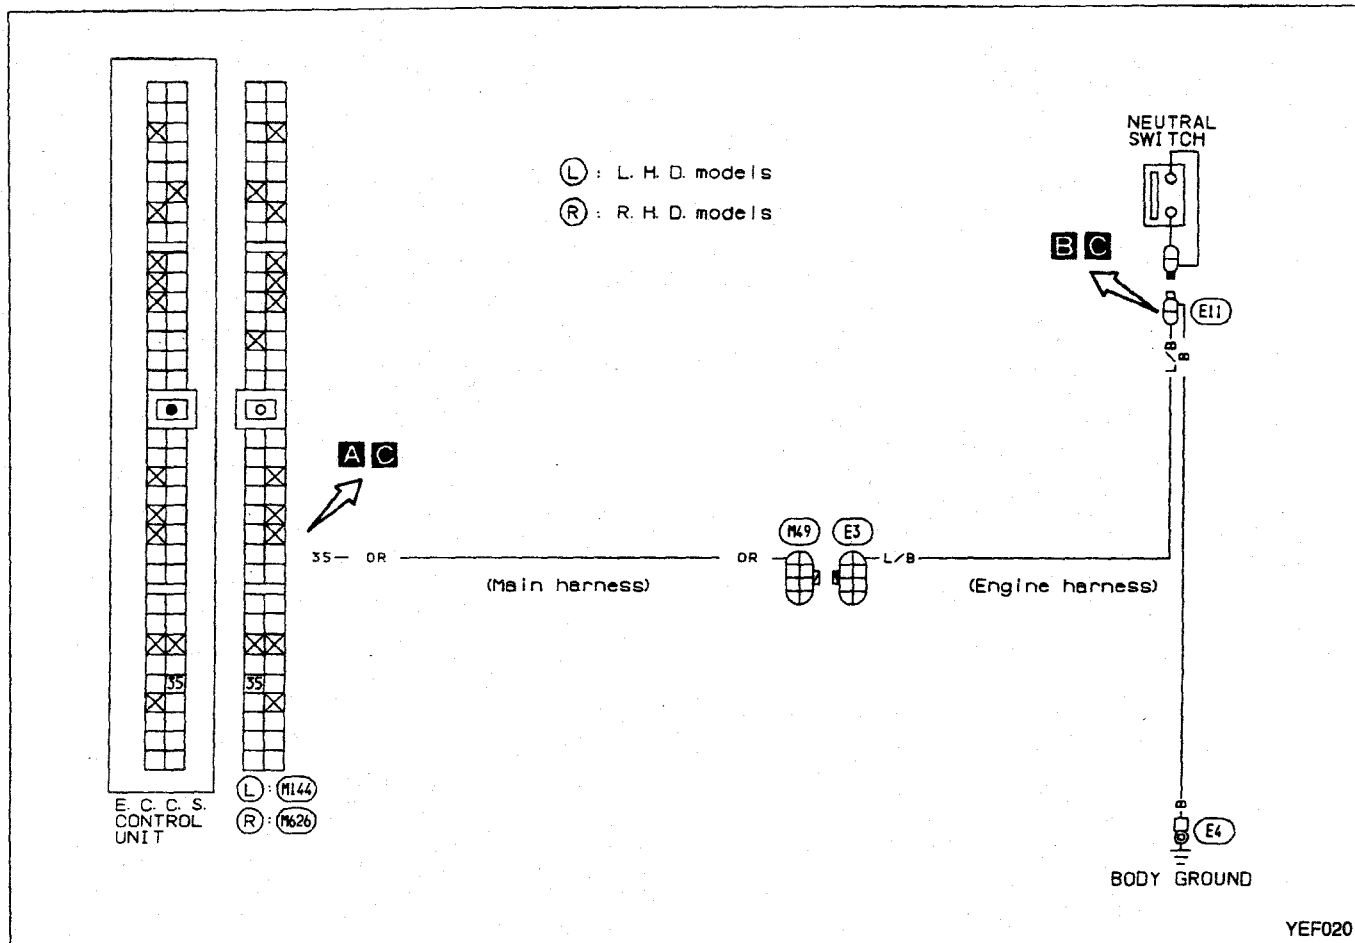 NEUTRAL
SWITCH
(L) : L. H. D. models
(R) : R. H. D. models
B C
E11
L/B
B
A C
M49 E3
35 — OR OR L/B
(Main harness) (Engine harness)
35 35
L : M144
R : M626
E. C. C. S.
CONTROL
UNIT
B
E4
BODY GROUND
YEF020